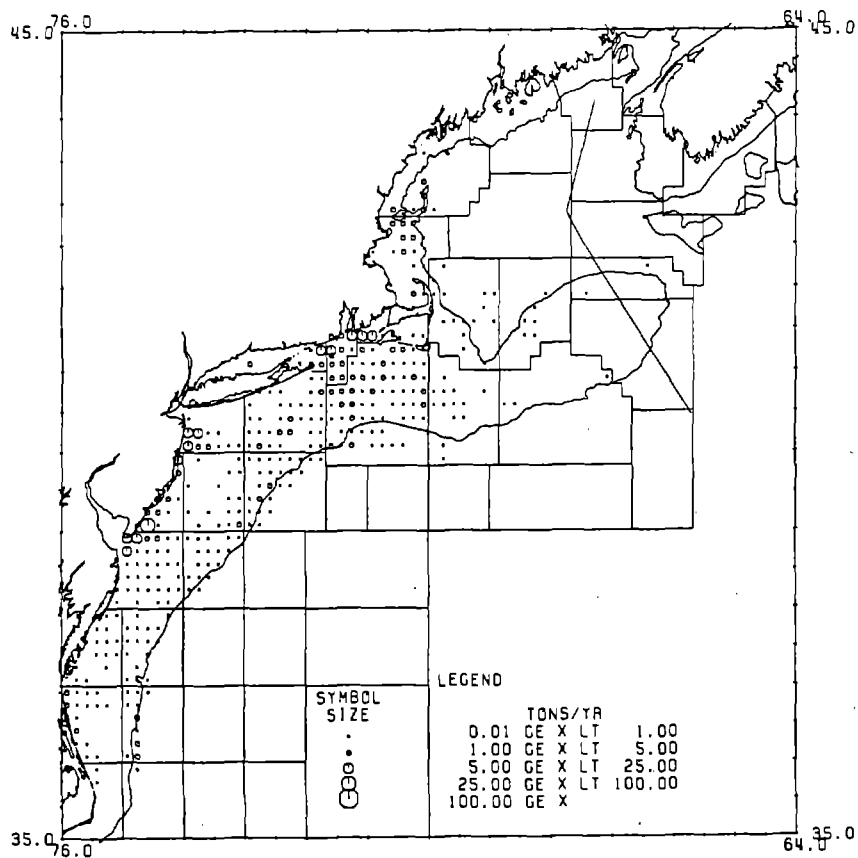 76.0 64.0
45.0 45.0
LEGEND
SYMBOL SIZE
TONS/YR
0.01 GE X LT 1.00
1.00 GE X LT 5.00
5.00 GE X LT 25.00
25.00 GE X LT 100.00
100.00 GE X
35.0 35.0
76.0 64.0